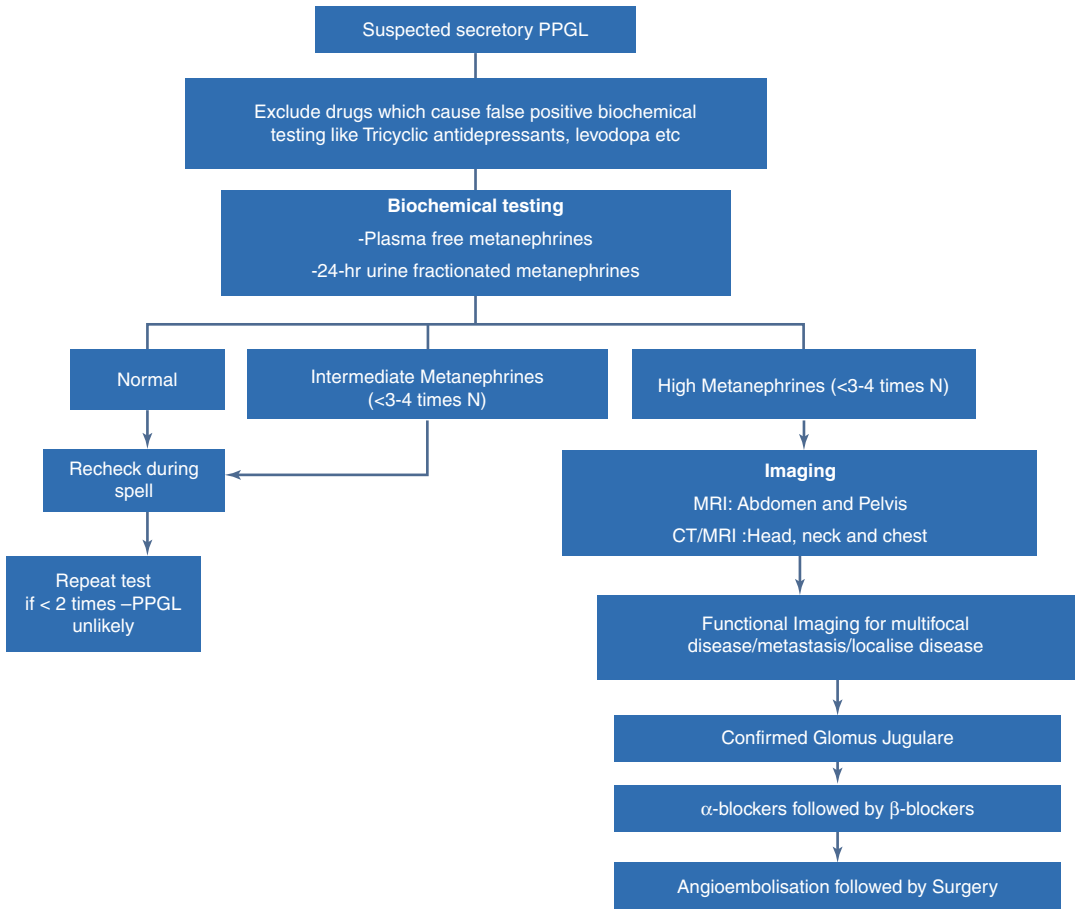 Suspected secretory PPGL
Exclude drugs which cause false positive biochemical
testing like Tricyclic antidepressants, levodopa etc
Biochemical testing
-Plasma free metanephrines
-24-hr urine fractionated metanephrines
Normal
Intermediate Metanephrines
(<3-4 times N)
High Metanephrines (<3-4 times N)
Recheck during
spell
Imaging
MRI: Abdomen and Pelvis
CT/MRI :Head, neck and chest
Repeat test
if < 2 times –PPGL
unlikely
Functional Imaging for multifocal
disease/metastasis/localise disease
Confirmed Glomus Jugulare
α-blockers followed by β-blockers
Angioembolisation followed by Surgery